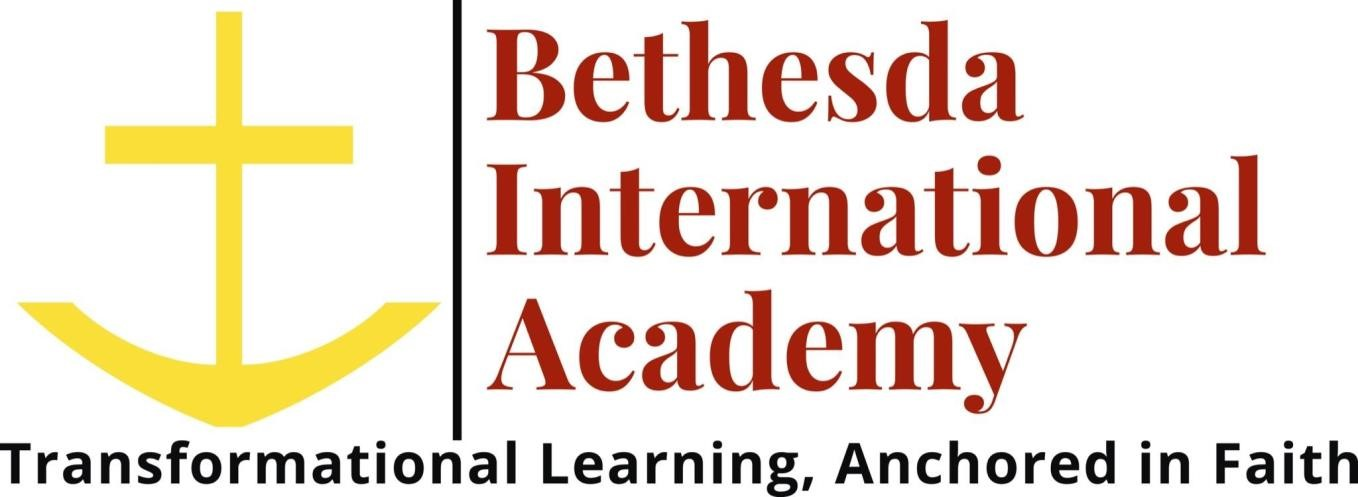 Bethesda
International
Academy
Transformational Learning, Anchored in Faith